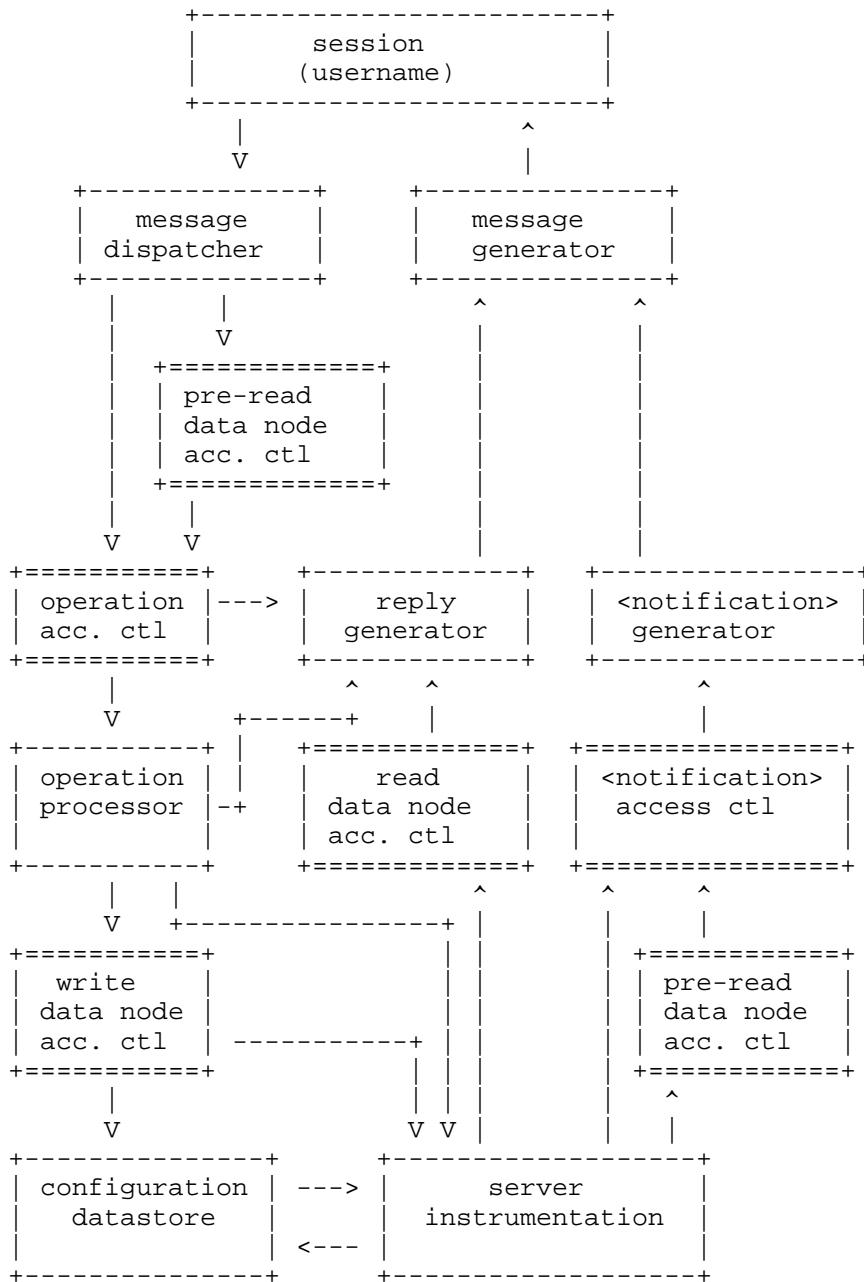 session
(username)
message
dispatcher
message
generator
pre-read
data node
acc. ctl
operation
acc. ctl
reply
generator
<notification>
generator
operation
processor
read
data node
acc. ctl
<notification>
access ctl
write
data node
acc. ctl
pre-read
data node
acc. ctl
configuration
datastore
server
instrumentation